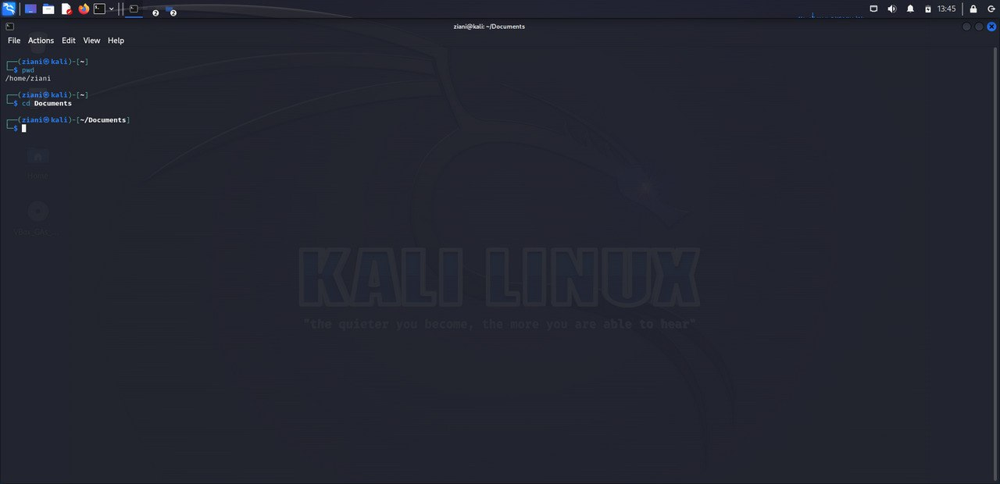 2
2
13:45
ziani@kali: ~/Documents
File Actions Edit View Help
┌──(ziani㉿kali)-[~]
└─$ pwd
/home/ziani
┌──(ziani㉿kali)-[~]
└─$ cd Documents
┌──(ziani㉿kali)-[~/Documents]
└─$
Home
VBox_GAs_...
KALI LINUX
"the quieter you become, the more you are able to hear"